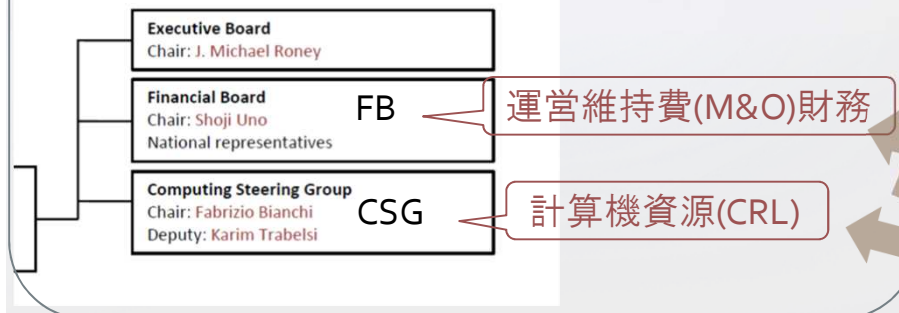 Executive Board
Chair: J. Michael Roney
Financial Board
Chair: Shoji Uno
National representatives
FB
運営維持費(M&O)財務
Computing Steering Group
Chair: Fabrizio Bianchi
Deputy: Karim Trabelsi
CSG
計算機資源(CRL)